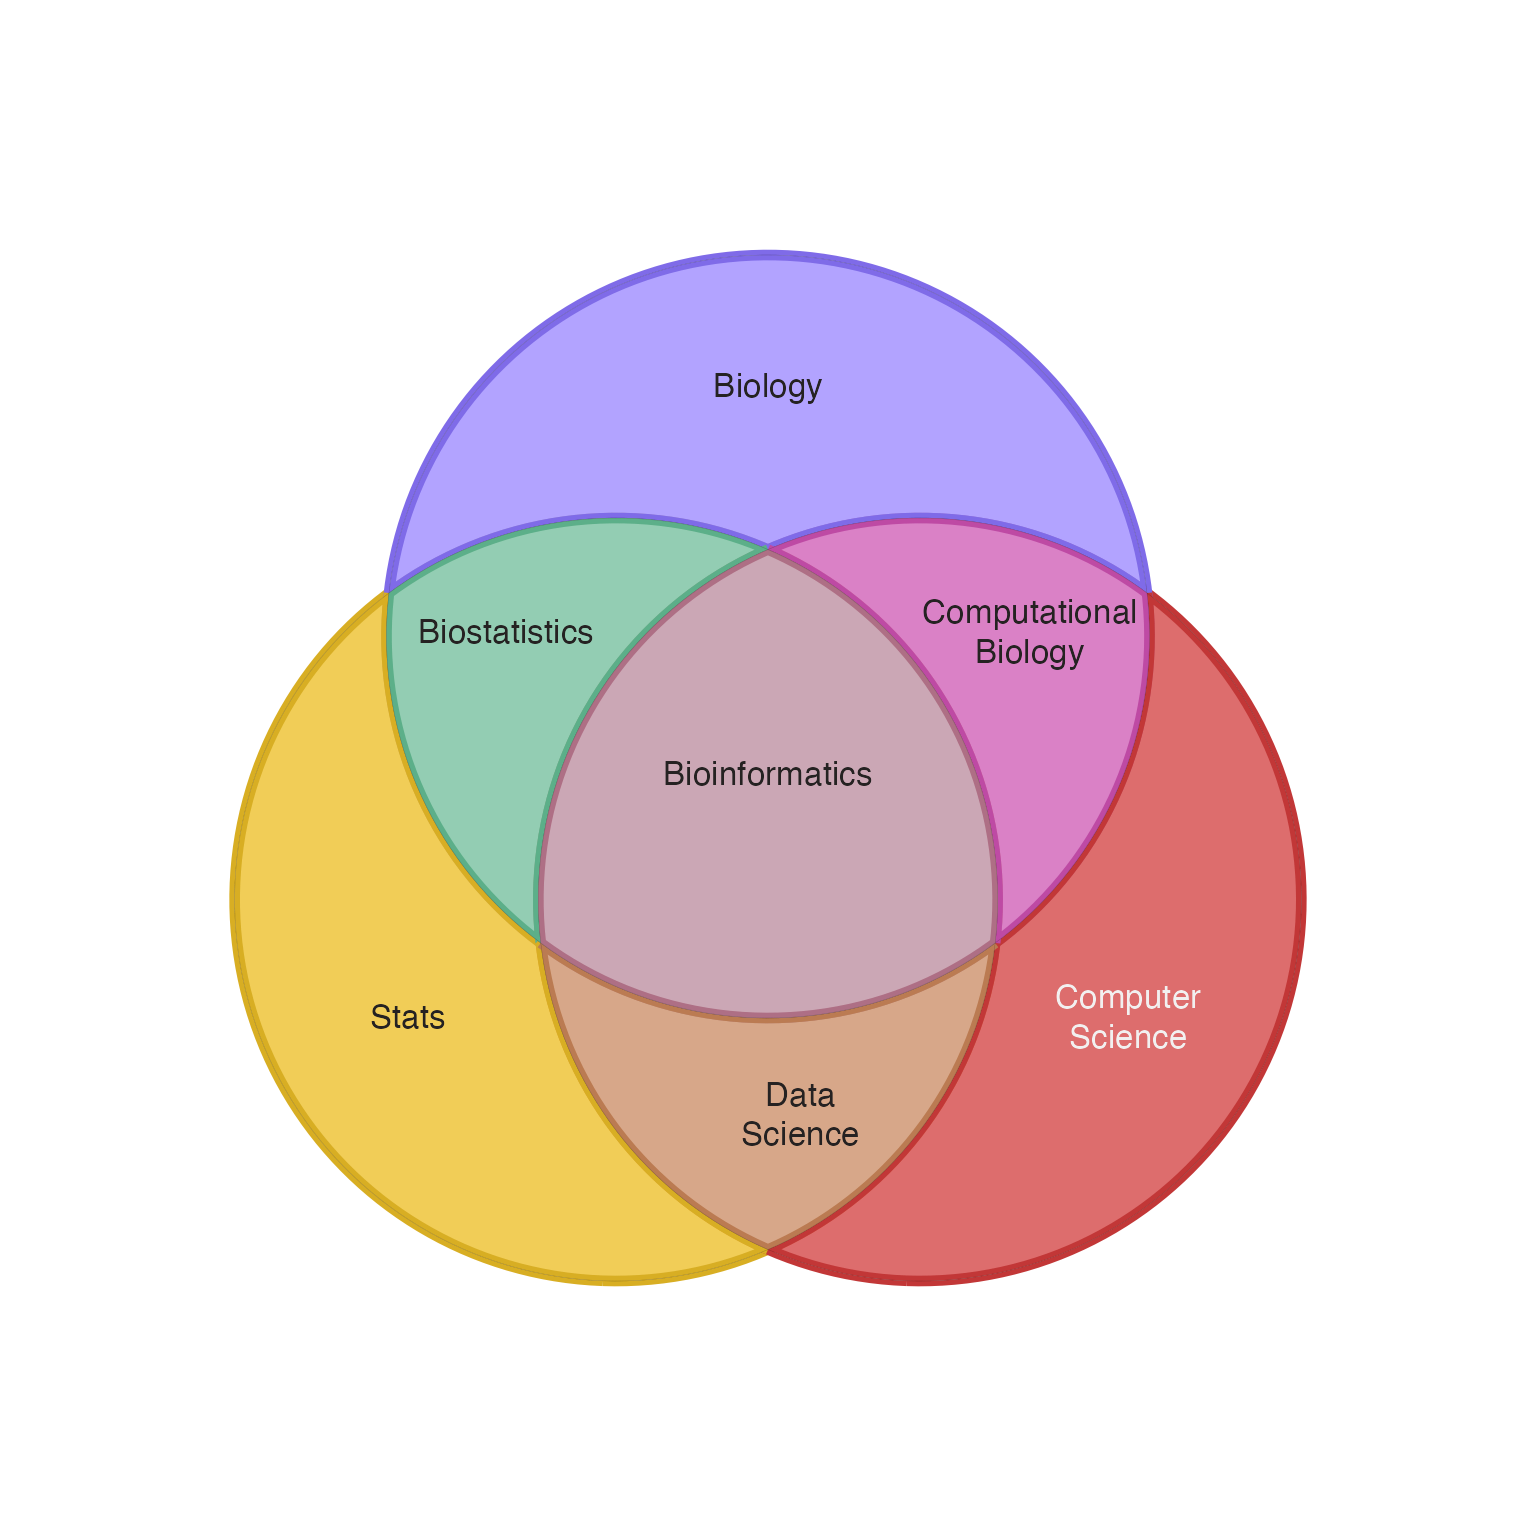 Biology
Biostatistics
Computational
Biology
Bioinformatics
Stats
Computer
Science
Data
Science